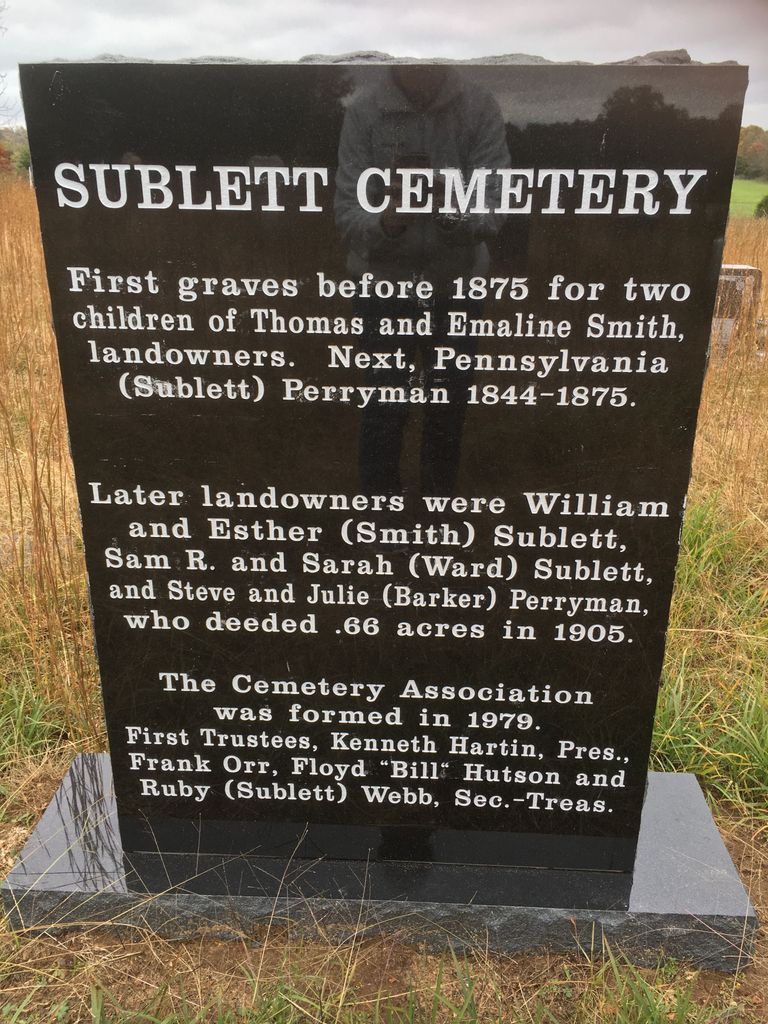 SUBLETT CEMETERY
First graves before 1875 for two
children of Thomas and Emaline Smith,
landowners. Next, Pennsylvania
(Sublett) Perryman 1844-1875.
Later landowners were William
and Esther (Smith) Sublett,
Sam R. and Sarah (Ward) Sublett,
and Steve and Julie (Barker) Perryman,
who deeded .66 acres in 1905.
The Cemetery Association
was formed in 1979.
First Trustees, Kenneth Hartin, Pres.,
Frank Orr, Floyd “Bill“ Hutson and
Ruby (Sublett) Webb, Sec.-Treas.